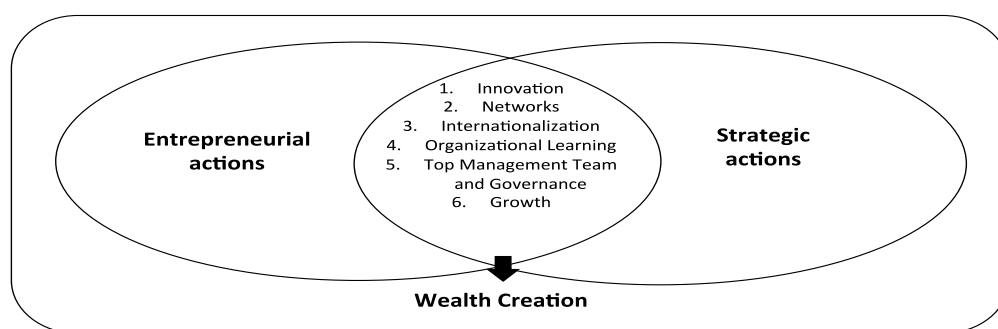 Entrepreneurial
actions
1. Innovation
2. Networks
3. Internationalization
4. Organizational Learning
5. Top Management Team
and Governance
6. Growth
Strategic
actions
Wealth Creation